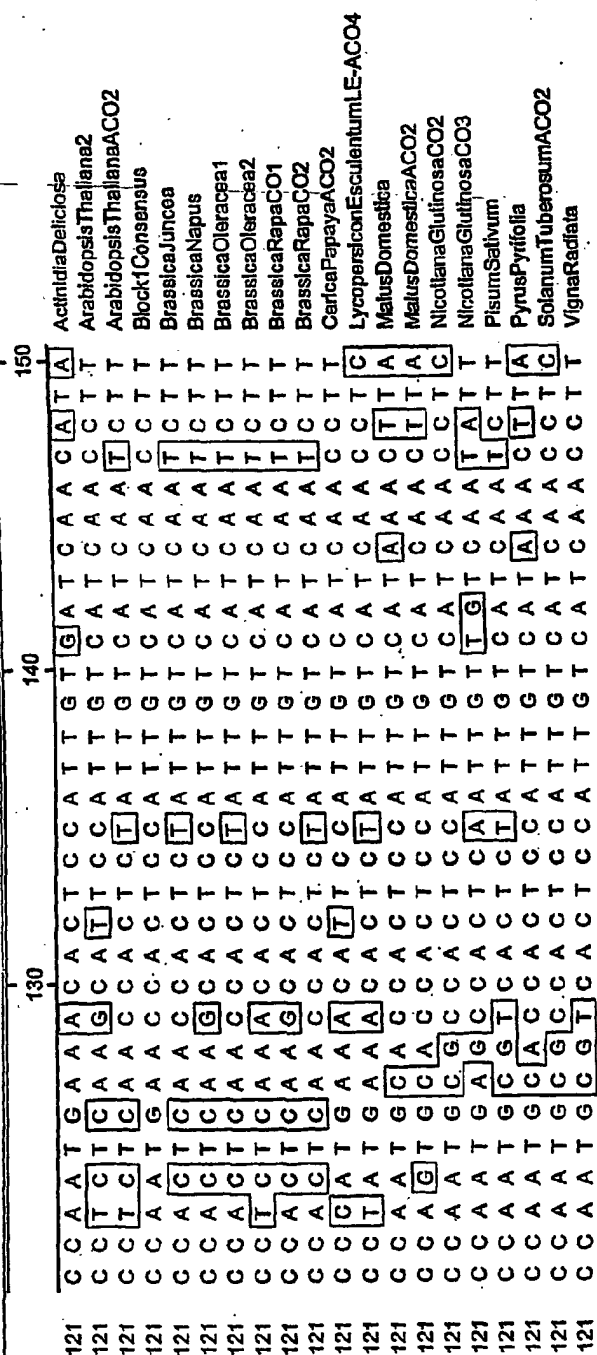 130 140 150
121 C C A A T G A A A C A C T C C A T T G T G A T C A A C A T A ActinidiaDeliciosa
121 C C T C T C A A G C A T T C C A T T G T C A T C A A C C T T ArabidopsisThaliana2
121 C C T C T C A A C C A C T C T A T T G T C A T C A A T C T T ArabidopsisThalianaACO2
121 C C A A T G A A C C A C T C C A T T G T C A T C A A C C T T Block1Consensus
121 C C A C T C A A C C A C T C T A T T G T C A T C A A T C T T BrassicaJuncea
121 C C A C T C A A G C A C T C C A T T G T C A T C A A T C T T BrassicaNapus
121 C C A C T C A A C C A C T C T A T T G T C A T C A A T C T T BrassicaOleracea1
121 C C T C T C A A A C A C T C C A T T G T C A T C A A T C T T BrassicaOleracea2
121 C C A C T C A A G C A C T C C A T T G T C A T C A A T C T T BrassicaRapaCO1
121 C C A C T C A A C C A C T C T A T T G T C A T C A A T C T T BrassicaRapaCO2
121 C C C A T G A A A C A T T C C A T T G T C A T C A A C C T T CaricaPapayaACO2
121 C C T A T G A A A C A C T C T A T T G T C A T C A A C C T C LycopersiconEsculentumLE-ACO4
121 C C A A T G C A C C A C T C C A T T G T C A T A A A C T T A MalusDomestica
121 C C A G T G C A C C A C T C C A T T G T C A T C A A C T T A MalusDomesticaACO2
121 C C A A T G C G C C A C T C C A T T G T C A T C A A C C T C NicotianaGlutinosaCO2
121 C C A A T G A G C C A C T C A A T T G T T G T C A A T A T T NicotianaGlutinosaCO3
121 C C A A T G C G T C A C T C T A T T G T C A T C A A T C T T PisumSativum
121 C C A A T G C A C C A C T C C A T T G T C A T A A A C T T A PyrusPyrifolia
121 C C A A T G C G C C A C T C C A T T G T C A T C A A C C T C SolanumTuberosumACO2
121 C C A A T G C G T C A C T C C A T T G T C A T C A A C C T T VignaRadiata